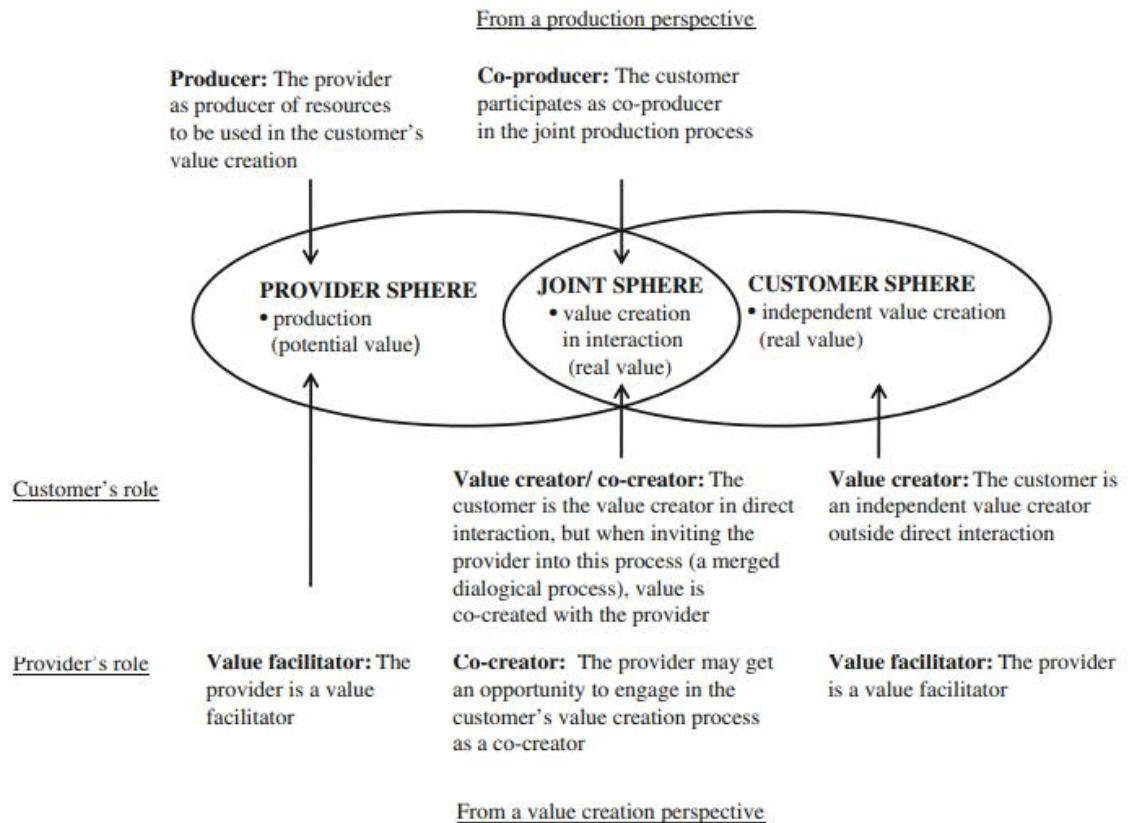 From a production perspective
Producer: The provider
as producer of resources
to be used in the customer's
value creation
Co-producer: The customer
participates as co-producer
in the joint production process
PROVIDER SPHERE
• production
(potential value)
JOINT SPHERE
• value creation
in interaction
(real value)
CUSTOMER SPHERE
• independent value creation
(real value)
Customer's role
Value creator/ co-creator: The
customer is the value creator in direct
interaction, but when inviting the
provider into this process (a merged
dialogical process), value is
co-created with the provider
Value creator: The customer is
an independent value creator
outside direct interaction
Provider's role
Value facilitator: The
provider is a value
facilitator
Co-creator: The provider may get
an opportunity to engage in the
customer's value creation process
as a co-creator
Value facilitator: The provider
is a value facilitator
From a value creation perspective